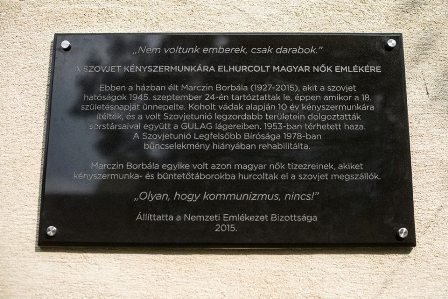 „Nem voltunk emberek, csak darabok.”
A SZOVJET KÉNYSZERMUNKÁRA ELHURCOLT MAGYAR NŐK EMLÉKÉRE
Ebben a házban élt Marczin Borbála (1927-2015), akit a szovjet
hatóságok 1945. szeptember 24-én tartóztattak le, éppen amikor a 18.
születésnapját ünnepelte. Koholt vádak alapján 10 év kényszermunkára
ítélték, és a volt Szovjetunió legzordabb területein dolgoztatták
sorstársaival együtt a GULAG lágereiben. 1953-ban térhetett haza.
A Szovjetunió Legfelsőbb Bírósága 1978-ban
bűncselekmény hiányában rehabilitálta.
Marczin Borbála egyike volt azon magyar nők tízezreinek, akiket
kényszermunka- és büntetőtáborokba hurcoltak el a szovjet megszállók.
„Olyan, hogy kommunizmus, nincs!”
Állíttatta a Nemzeti Emlékezet Bizottsága
2015.